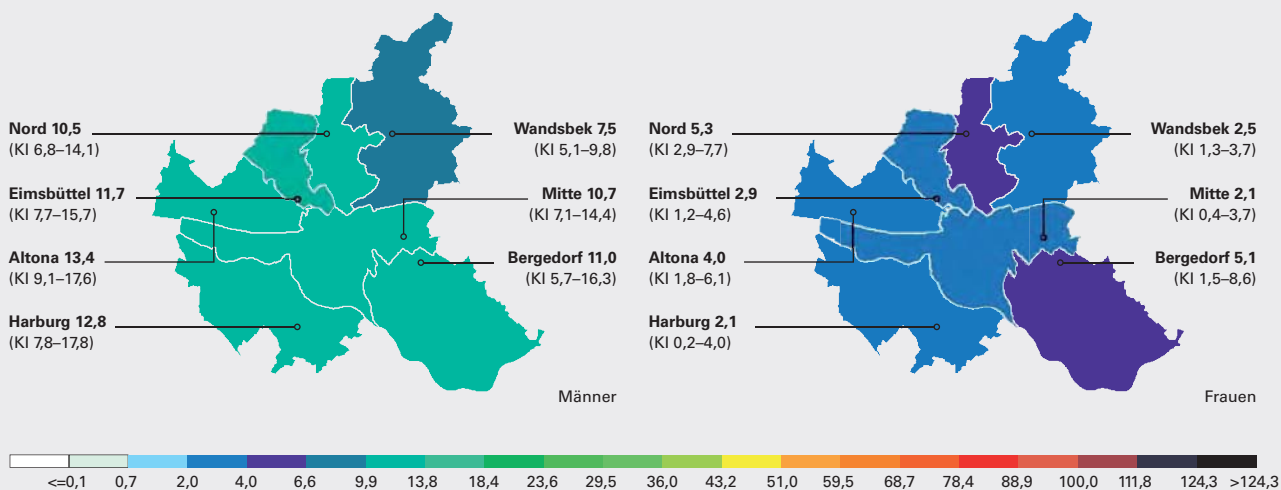 Nord 10,5
(KI 6,8–14,1)
Eimsbüttel 11,7
(KI 7,7–15,7)
Altona 13,4
(KI 9,1–17,6)
Harburg 12,8
(KI 7,8–17,8)
Wandsbek 7,5
(KI 5,1–9,8)
Mitte 10,7
(KI 7,1–14,4)
Bergedorf 11,0
(KI 5,7–16,3)
Männer
Nord 5,3
(KI 2,9–7,7)
Eimsbüttel 2,9
(KI 1,2–4,6)
Altona 4,0
(KI 1,8–6,1)
Harburg 2,1
(KI 0,2–4,0)
Wandsbek 2,5
(KI 1,3–3,7)
Mitte 2,1
(KI 0,4–3,7)
Bergedorf 5,1
(KI 1,5–8,6)
Frauen
<=0,1 0,7 2,0 4,0 6,6 9,9 13,8 18,4 23,6 29,5 36,0 43,2 51,0 59,5 68,7 78,4 88,9 100,0 111,8 124,3 >124,3